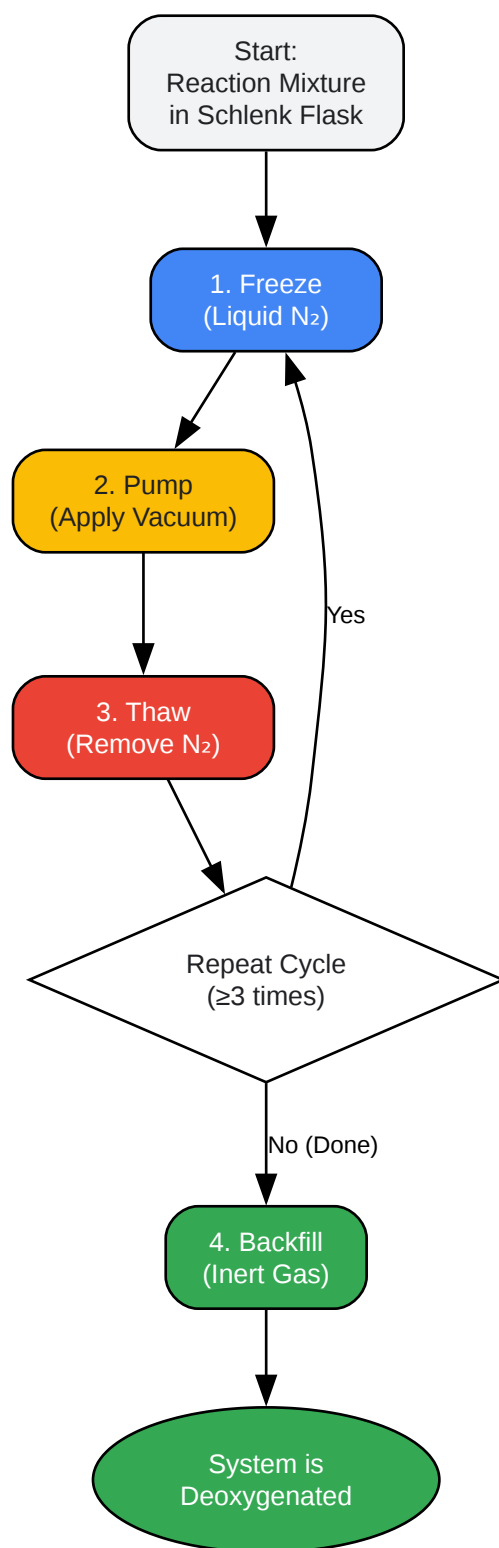 Start:
Reaction Mixture
in Schlenk Flask
1. Freeze
(Liquid N₂)
2. Pump
(Apply Vacuum)
Yes
3. Thaw
(Remove N₂)
Repeat Cycle
(≥3 times)
No (Done)
4. Backfill
(Inert Gas)
System is
Deoxygenated